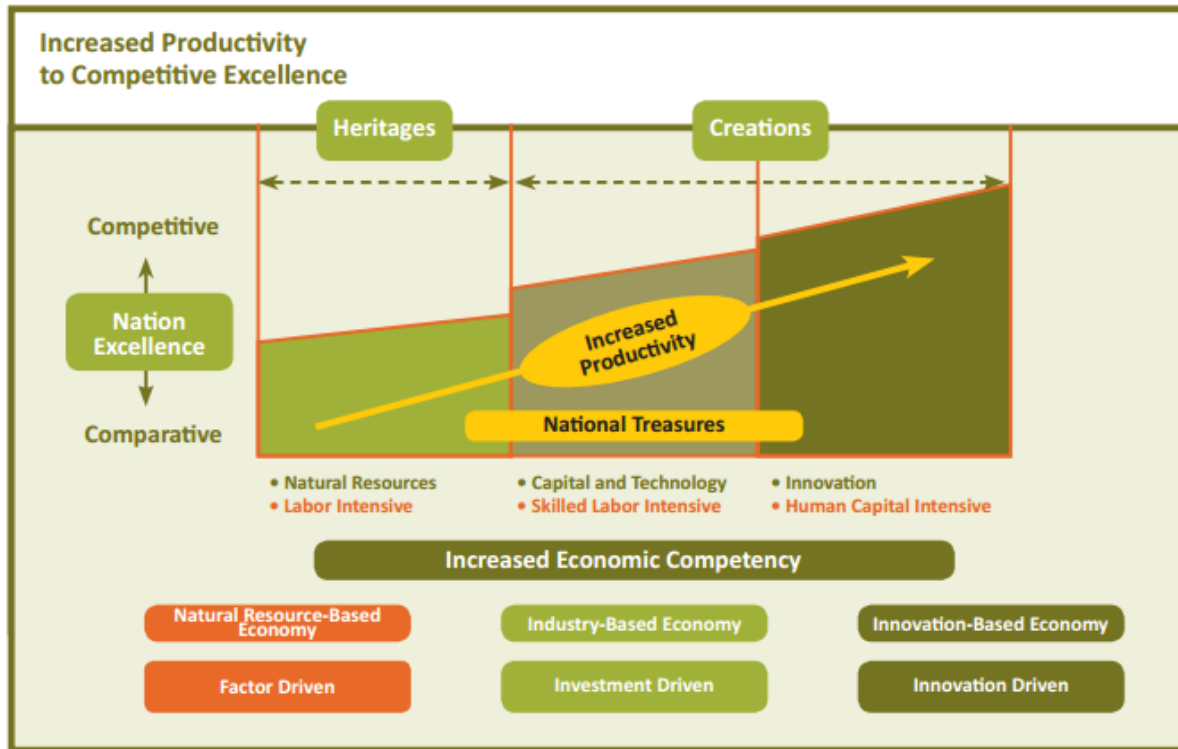 Increased Productivity
to Competitive Excellence
Heritages
Creations
Competitive
Nation
Excellence
Comparative
Increased
Productivity
National Treasures
• Natural Resources
• Labor Intensive
• Capital and Technology
• Skilled Labor Intensive
• Innovation
• Human Capital Intensive
Increased Economic Competency
Natural Resource-Based
Economy
Industry-Based Economy
Innovation-Based Economy
Factor Driven
Investment Driven
Innovation Driven